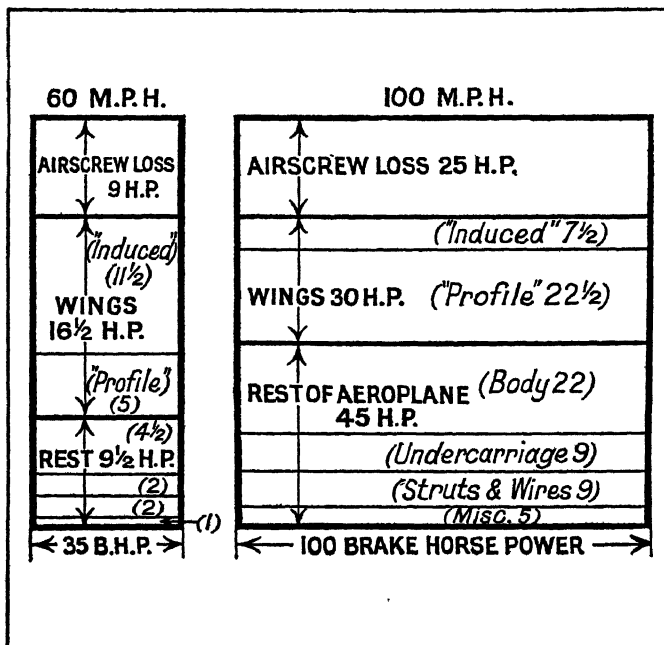 60 M.P.H.
AIRSCREW LOSS
9 H.P.
("Induced")
(11½)
WINGS
16½ H.P.
("Profile")
(5)
(4½)
REST 9½ H.P.
(2)
(2)
(1)
35 B.H.P.
100 M.P.H.
AIRSCREW LOSS 25 H.P.
("Induced" 7½)
WINGS 30 H.P. ("Profile" 22½)
REST OF AEROPLANE (Body 22)
45 H.P.
(Undercarriage 9)
(Struts & Wires 9)
(Misc. 5)
100 BRAKE HORSE POWER